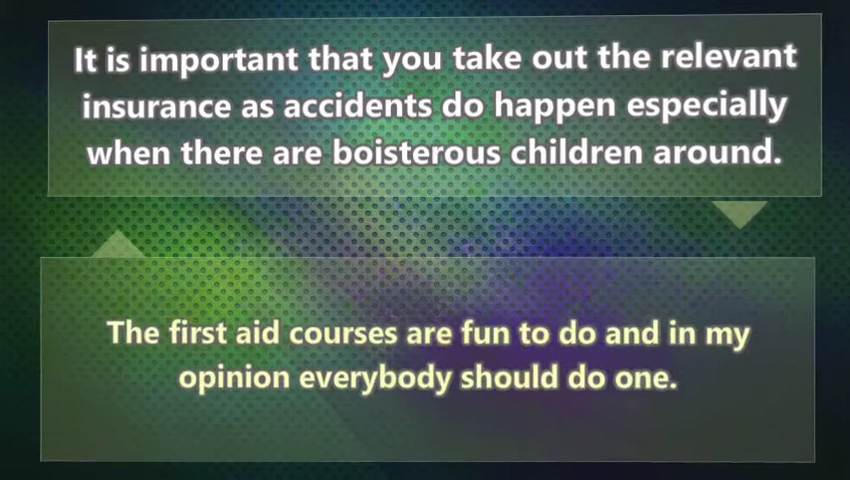 It is important that you take out the relevant
insurance as accidents do happen especially
when there are boisterous children around.
The first aid courses are fun to do and in my
opinion everybody should do one.